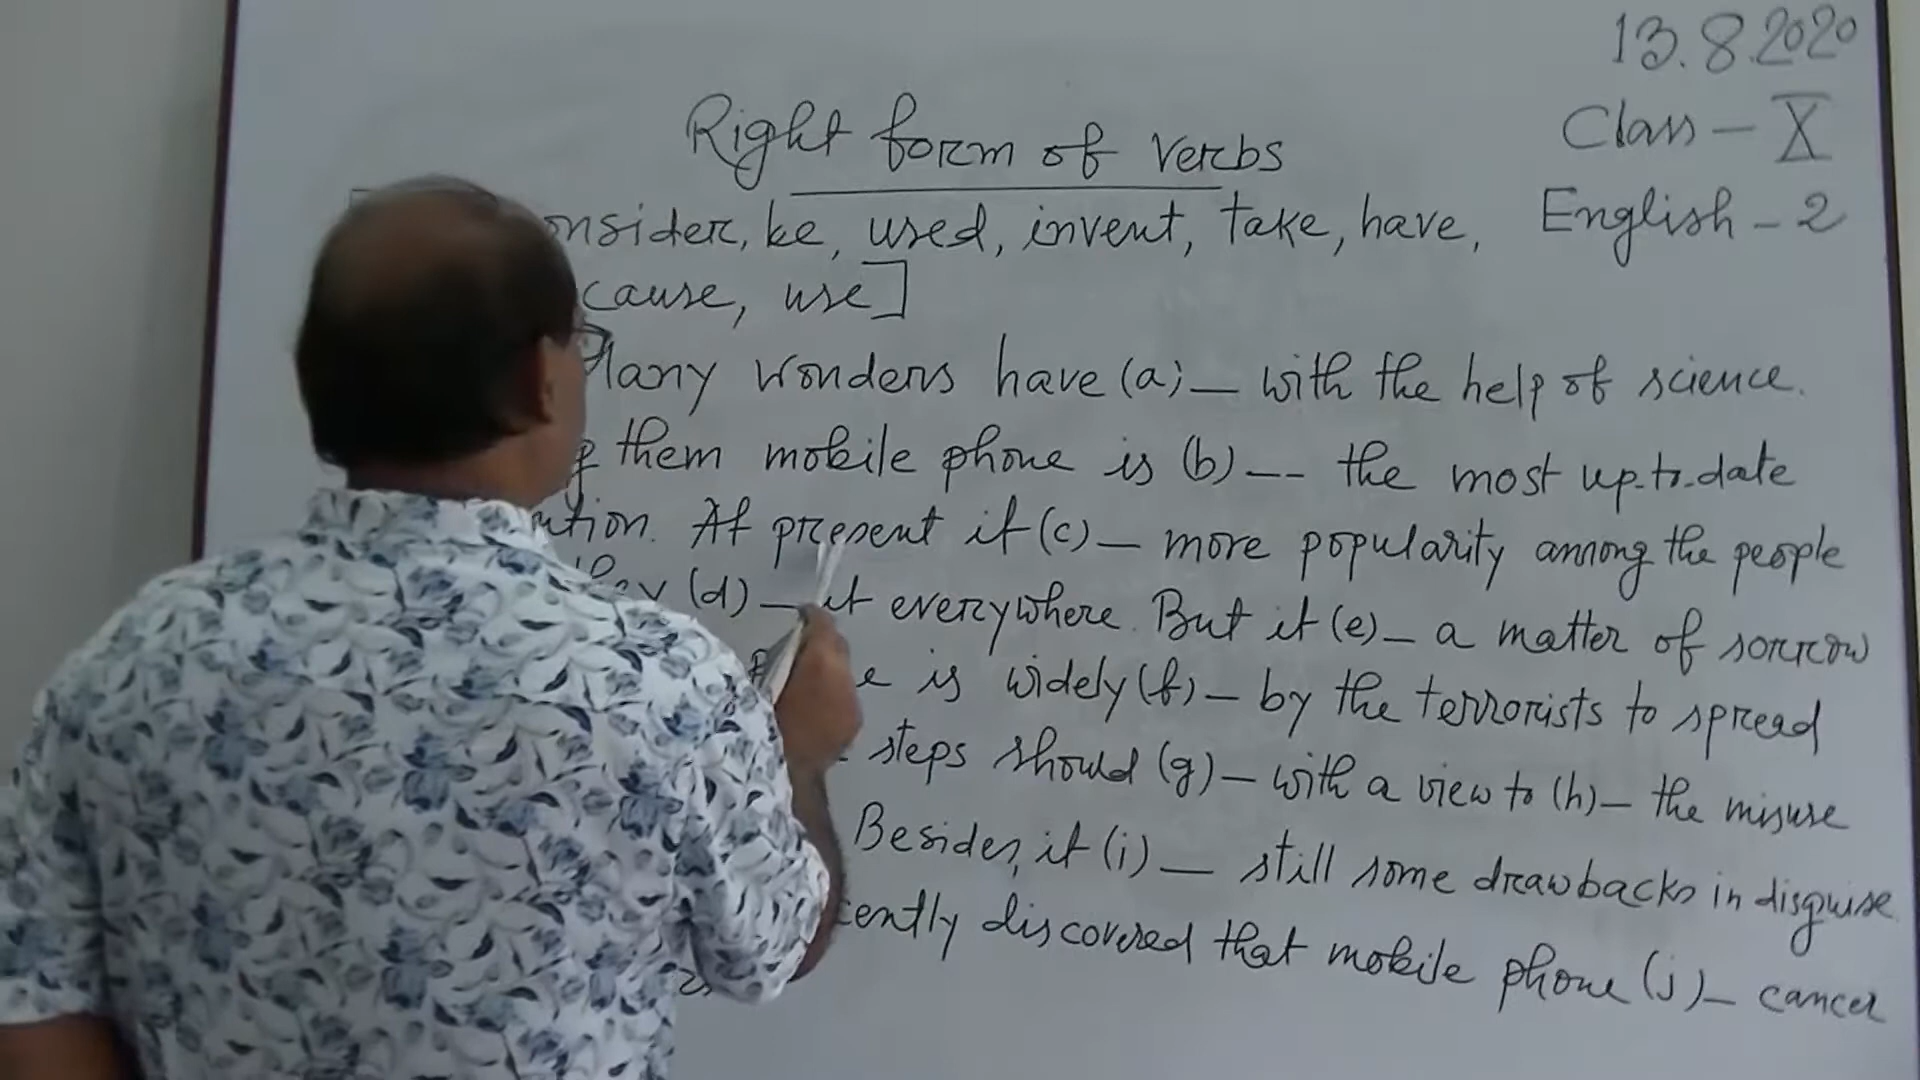 13.8.2020
Class - X
English - 2
Right form of verbs
consider, be, used, invent, take, have,
cause, use]
Many wonders have (a) — with the help of science.
them mobile phone is (b) -- the most up-to-date
At present it (c) — more popularity among the people
they (d) — it everywhere. But it (e) — a matter of sorrow
is widely (f) — by the terrorists to spread
steps should (g) — with a view to (h) — the misuse
Besides, it (i) — still some drawbacks in disguise.
discovered that mobile phone (j) — cancer